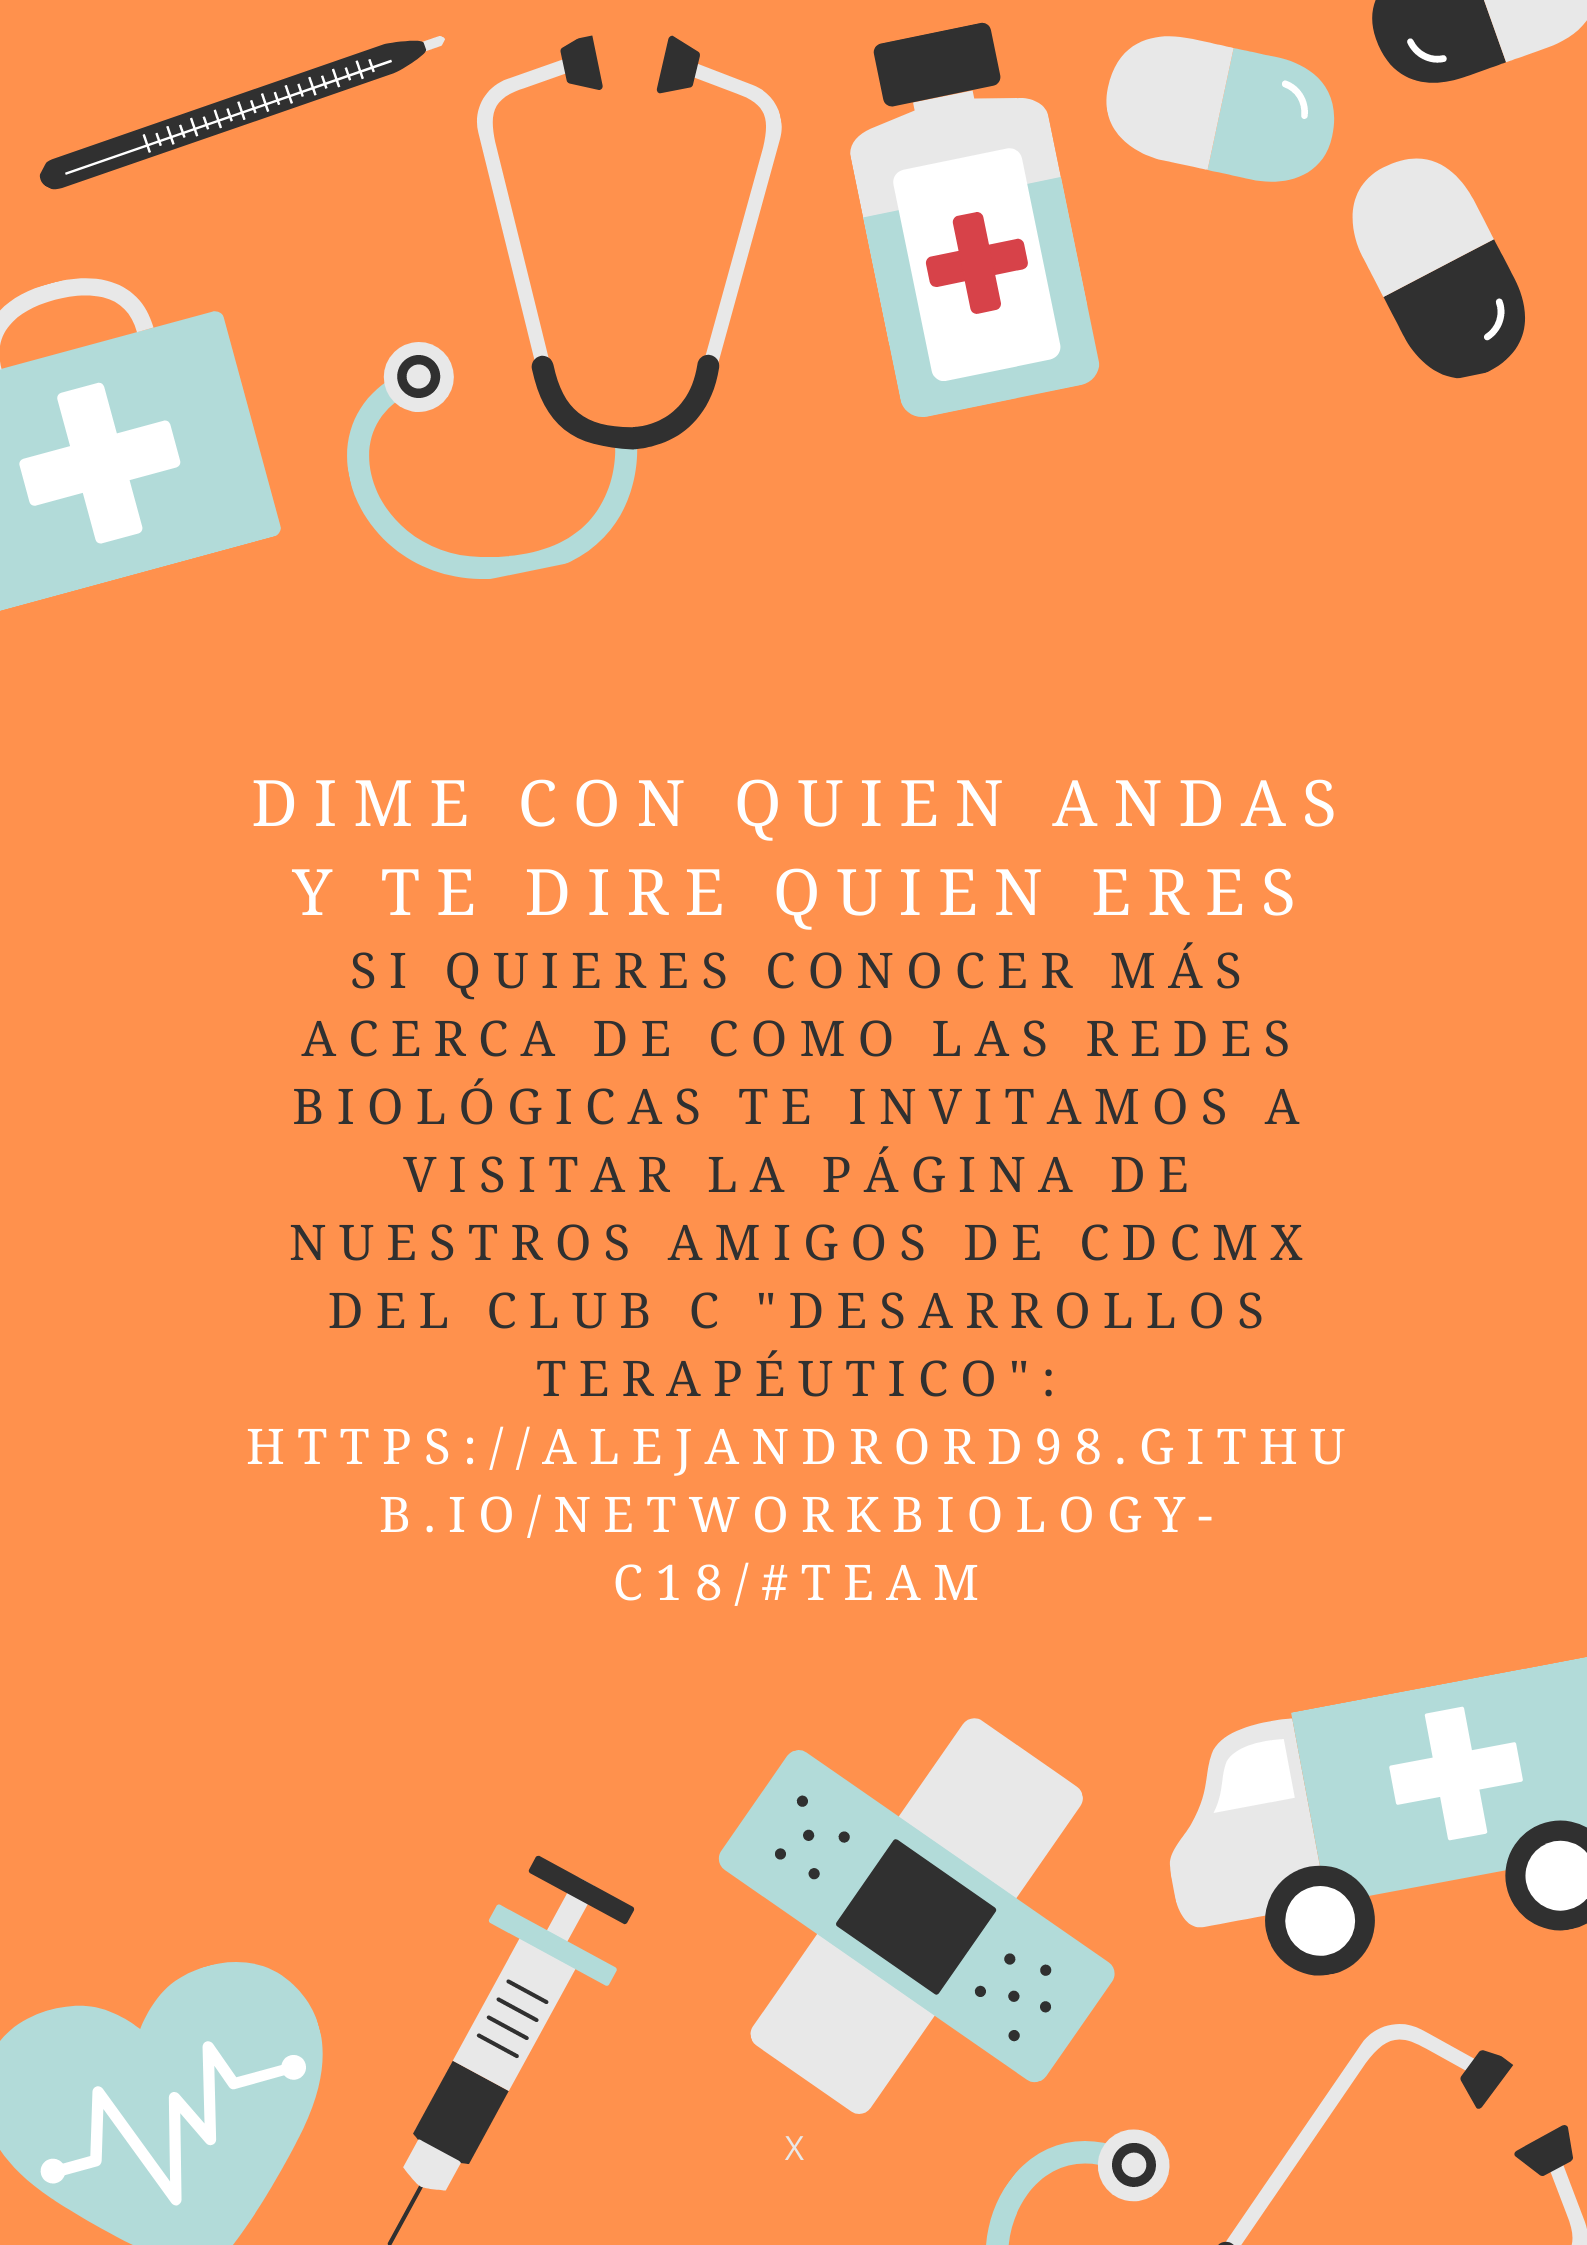 DIME CON QUIEN ANDAS
Y TE DIRE QUIEN ERES
SI QUIERES CONOCER MÁS
ACERCA DE COMO LAS REDES
BIOLÓGICAS TE INVITAMOS A
VISITAR LA PÁGINA DE
NUESTROS AMIGOS DE CDCMX
DEL CLUB C "DESARROLLOS
TERAPÉUTICO":
HTTPS://ALEJANDRORD98.GITHU
B.IO/NETWORKBIOLOGY-
C18/#TEAM
X